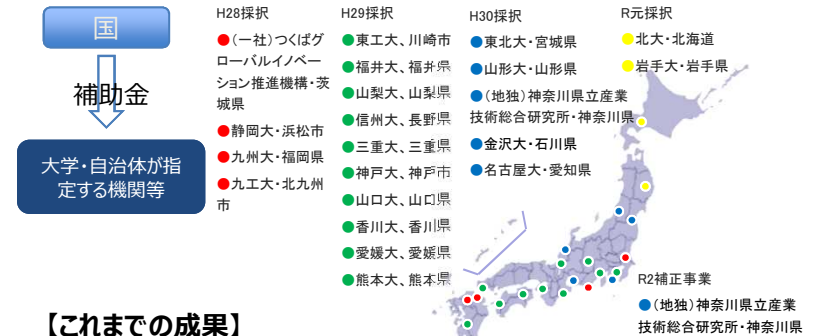 国
補助金
大学・自治体が指
定する機関等
H28採択
●(一社)つくばグ
ローバルイノベー
ション推進機構・茨
城県
●静岡大・浜松市
●九州大・福岡県
●九工大・北九州
市
H29採択
●東工大、川崎市
●福井大、福井県
●山梨大、山梨県
●信州大、長野県
●三重大、三重県
●神戸大、神戸市
●山口大、山口県
●香川大、香川県
●愛媛大、愛媛県
●熊本大、熊本県
H30採択
●東北大・宮城県
●山形大・山形県
●(地独)神奈川県立産業
技術総合研究所・神奈川県
●金沢大・石川県
●名古屋大・愛知県
R元採択
●北大・北海道
●岩手大・岩手県
R2補正事業
●(地独)神奈川県立産業
技術総合研究所・神奈川県
【これまでの成果】